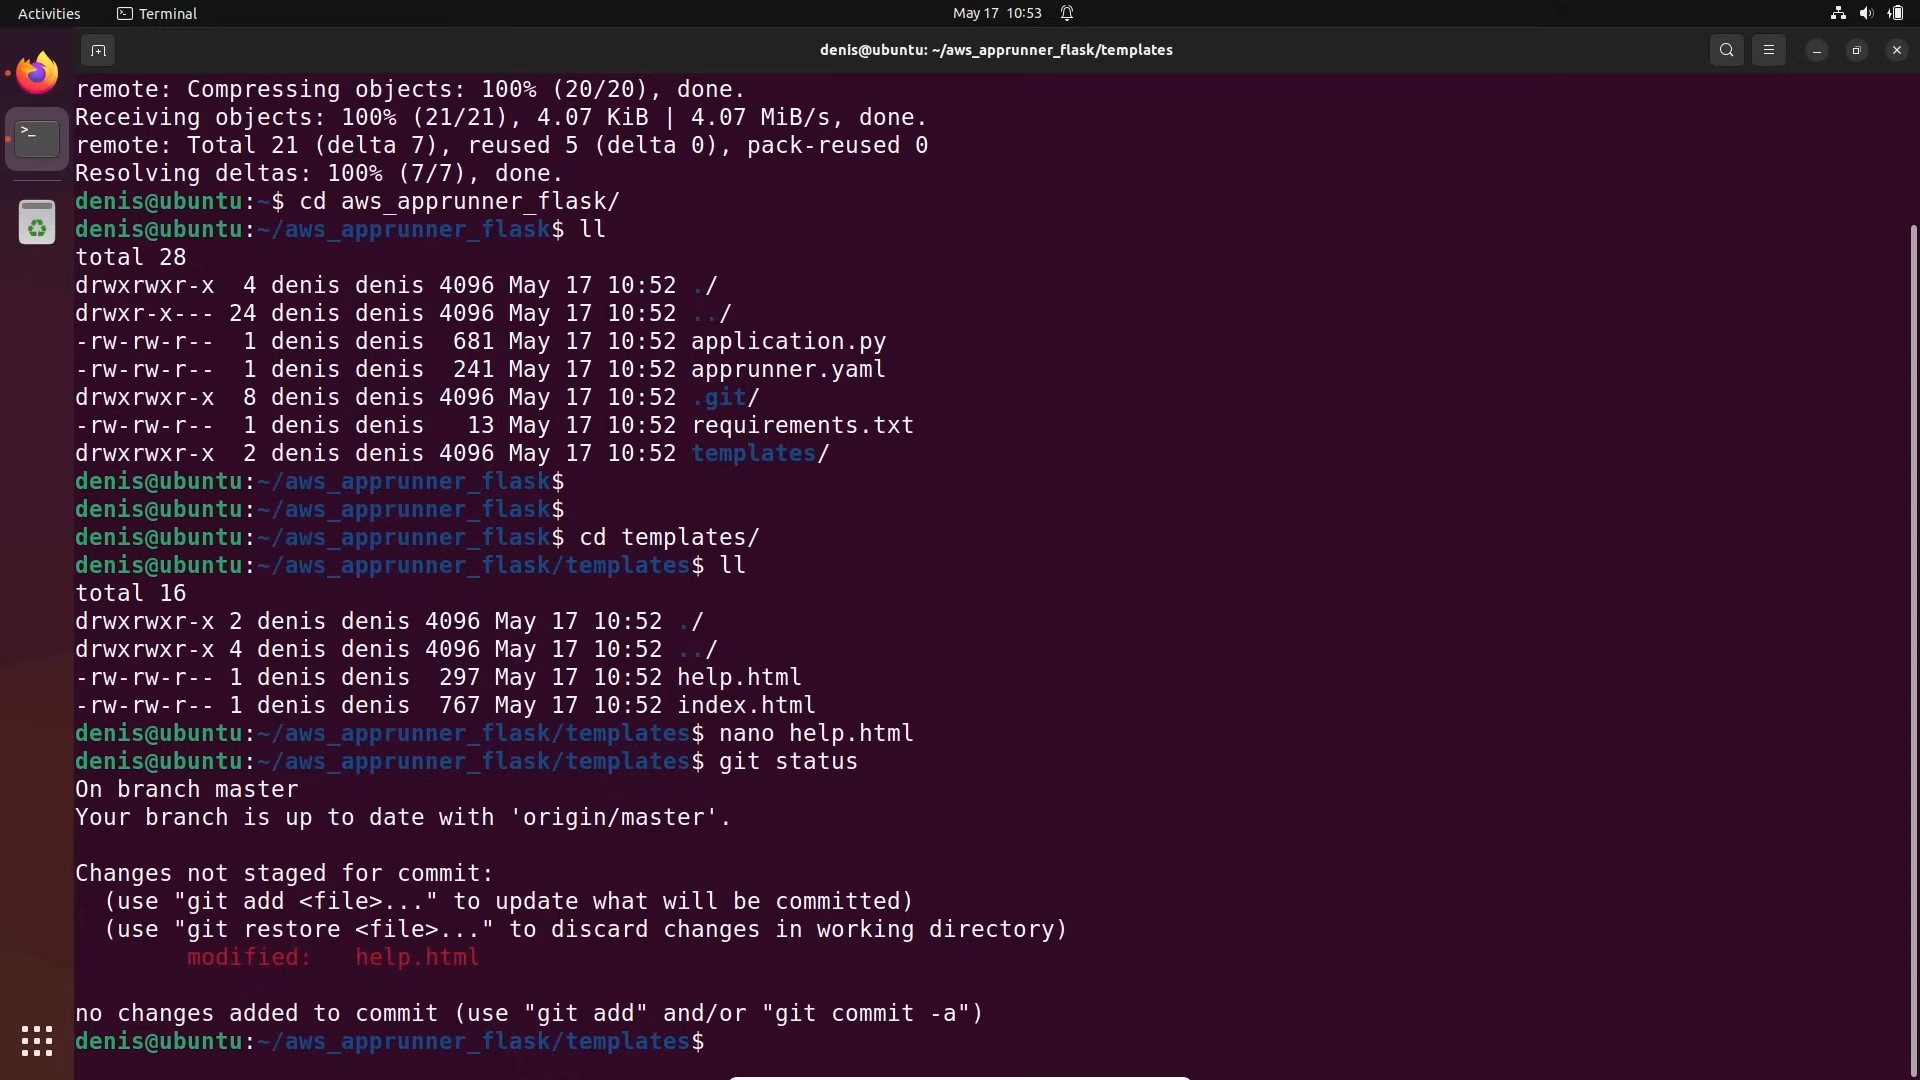 Activities
Terminal
May 17 10:53
denis@ubuntu: ~/aws_apprunner_flask/templates
remote: Compressing objects: 100% (20/20), done.
Receiving objects: 100% (21/21), 4.07 KiB | 4.07 MiB/s, done.
remote: Total 21 (delta 7), reused 5 (delta 0), pack-reused 0
Resolving deltas: 100% (7/7), done.
denis@ubuntu:~$ cd aws_apprunner_flask/
denis@ubuntu:~/aws_apprunner_flask$ ll
total 28
drwxrwxr-x  4 denis denis 4096 May 17 10:52 ./
drwxr-x--- 24 denis denis 4096 May 17 10:52 ../
-rw-rw-r--  1 denis denis  681 May 17 10:52 application.py
-rw-rw-r--  1 denis denis  241 May 17 10:52 apprunner.yaml
drwxrwxr-x  8 denis denis 4096 May 17 10:52 .git/
-rw-rw-r--  1 denis denis   13 May 17 10:52 requirements.txt
drwxrwxr-x  2 denis denis 4096 May 17 10:52 templates/
denis@ubuntu:~/aws_apprunner_flask$
denis@ubuntu:~/aws_apprunner_flask$
denis@ubuntu:~/aws_apprunner_flask$ cd templates/
denis@ubuntu:~/aws_apprunner_flask/templates$ ll
total 16
drwxrwxr-x 2 denis denis 4096 May 17 10:52 ./
drwxrwxr-x 4 denis denis 4096 May 17 10:52 ../
-rw-rw-r-- 1 denis denis  297 May 17 10:52 help.html
-rw-rw-r-- 1 denis denis  767 May 17 10:52 index.html
denis@ubuntu:~/aws_apprunner_flask/templates$ nano help.html
denis@ubuntu:~/aws_apprunner_flask/templates$ git status
On branch master
Your branch is up to date with 'origin/master'.
Changes not staged for commit:
  (use "git add <file>..." to update what will be committed)
  (use "git restore <file>..." to discard changes in working directory)
        modified:   help.html
no changes added to commit (use "git add" and/or "git commit -a")
denis@ubuntu:~/aws_apprunner_flask/templates$